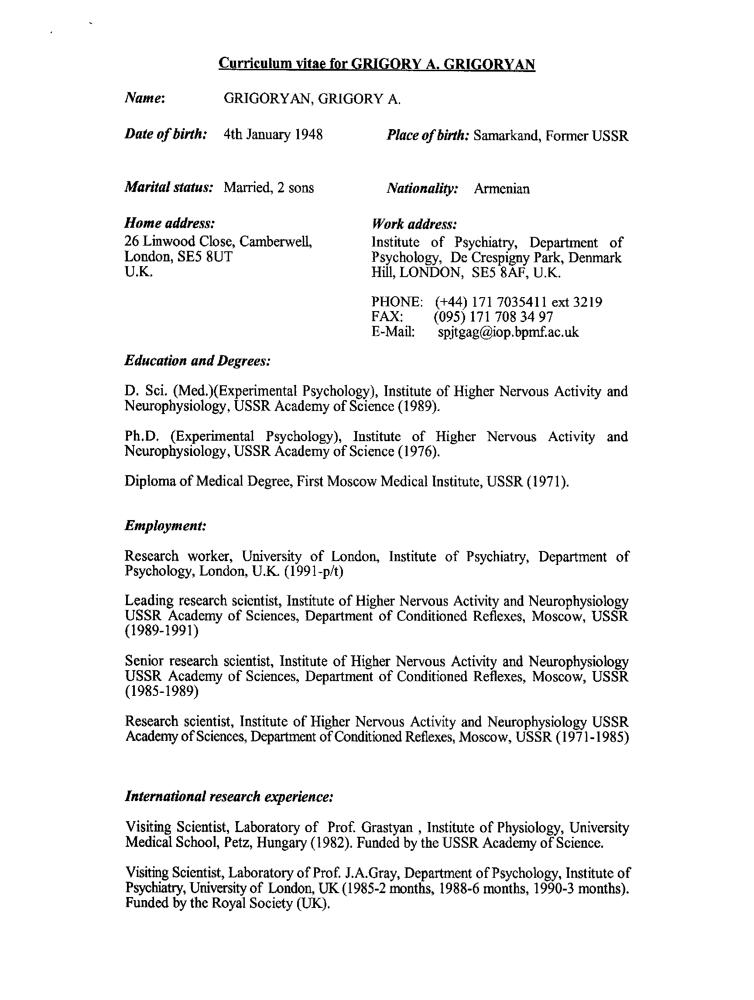 Curriculum vitae for GRIGORY A. GRIGORYAN
Name: GRIGORYAN, GRIGORY A.
Date of birth: 4th January 1948 Place of birth: Samarkand, Former USSR
Marital status: Married, 2 sons Nationality: Armenian
Home address:
26 Linwood Close, Camberwell,
London, SE5 8UT
U.K.
Work address:
Institute of Psychiatry, Department of
Psychology, De Crespigny Park, Denmark
Hill, LONDON, SE5 8AF, U.K.
PHONE: (+44) 171 7035411 ext 3219
FAX: (095) 171 708 34 97
E-Mail: spjtgag@iop.bpmf.ac.uk
Education and Degrees:
D. Sci. (Med.)(Experimental Psychology), Institute of Higher Nervous Activity and
Neurophysiology, USSR Academy of Science (1989).
Ph.D. (Experimental Psychology), Institute of Higher Nervous Activity and
Neurophysiology, USSR Academy of Science (1976).
Diploma of Medical Degree, First Moscow Medical Institute, USSR (1971).
Employment:
Research worker, University of London, Institute of Psychiatry, Department of
Psychology, London, U.K. (1991-p/t)
Leading research scientist, Institute of Higher Nervous Activity and Neurophysiology
USSR Academy of Sciences, Department of Conditioned Reflexes, Moscow, USSR
(1989-1991)
Senior research scientist, Institute of Higher Nervous Activity and Neurophysiology
USSR Academy of Sciences, Department of Conditioned Reflexes, Moscow, USSR
(1985-1989)
Research scientist, Institute of Higher Nervous Activity and Neurophysiology USSR
Academy of Sciences, Department of Conditioned Reflexes, Moscow, USSR (1971-1985)
International research experience:
Visiting Scientist, Laboratory of Prof. Grastyan , Institute of Physiology, University
Medical School, Petz, Hungary (1982). Funded by the USSR Academy of Science.
Visiting Scientist, Laboratory of Prof. J.A.Gray, Department of Psychology, Institute of
Psychiatry, University of London, UK (1985-2 months, 1988-6 months, 1990-3 months).
Funded by the Royal Society (UK).